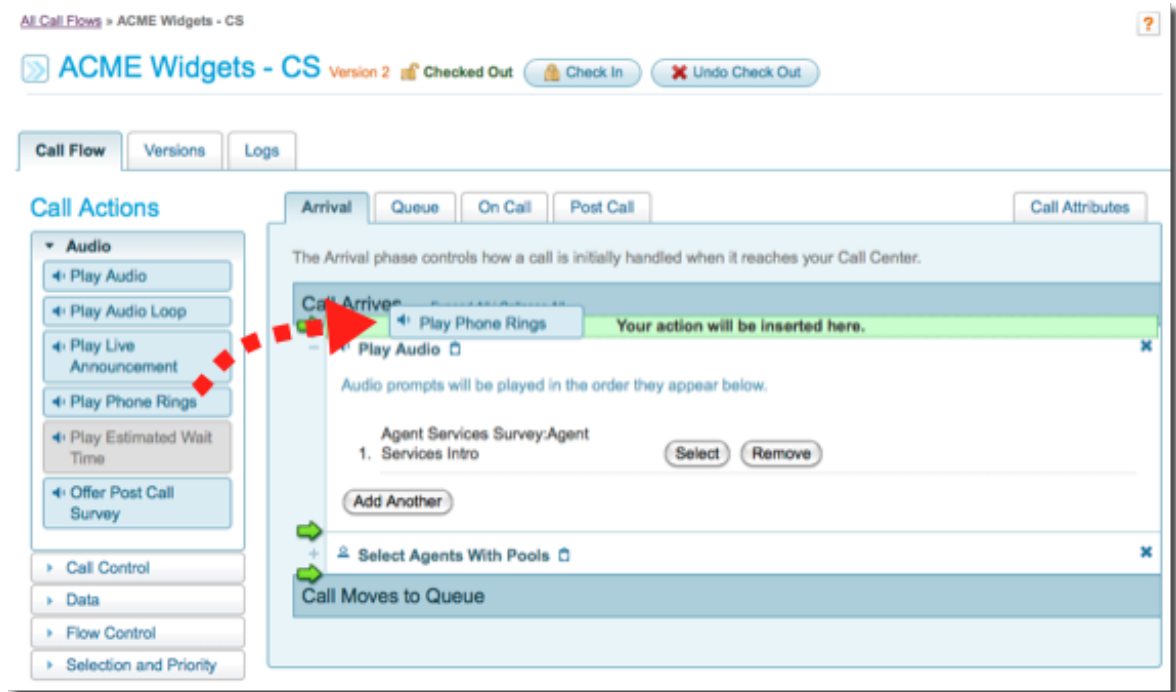 All Call Flows » ACME Widgets - CS
?
ACME Widgets - CS Version 2 Checked Out Check In Undo Check Out
Call Flow Versions Logs
Call Actions
Arrival Queue On Call Post Call Call Attributes
Audio
Play Audio
Play Audio Loop
Play Live
Announcement
Play Phone Rings
Play Estimated Wait
Time
Offer Post Call
Survey
Call Control
Data
Flow Control
Selection and Priority
The Arrival phase controls how a call is initially handled when it reaches your Call Center.
Call Arrives
Play Phone Rings Your action will be inserted here.
Play Audio
Audio prompts will be played in the order they appear below.
Agent Services Survey:Agent
1. Services Intro Select Remove
Add Another
Select Agents With Pools
Call Moves to Queue